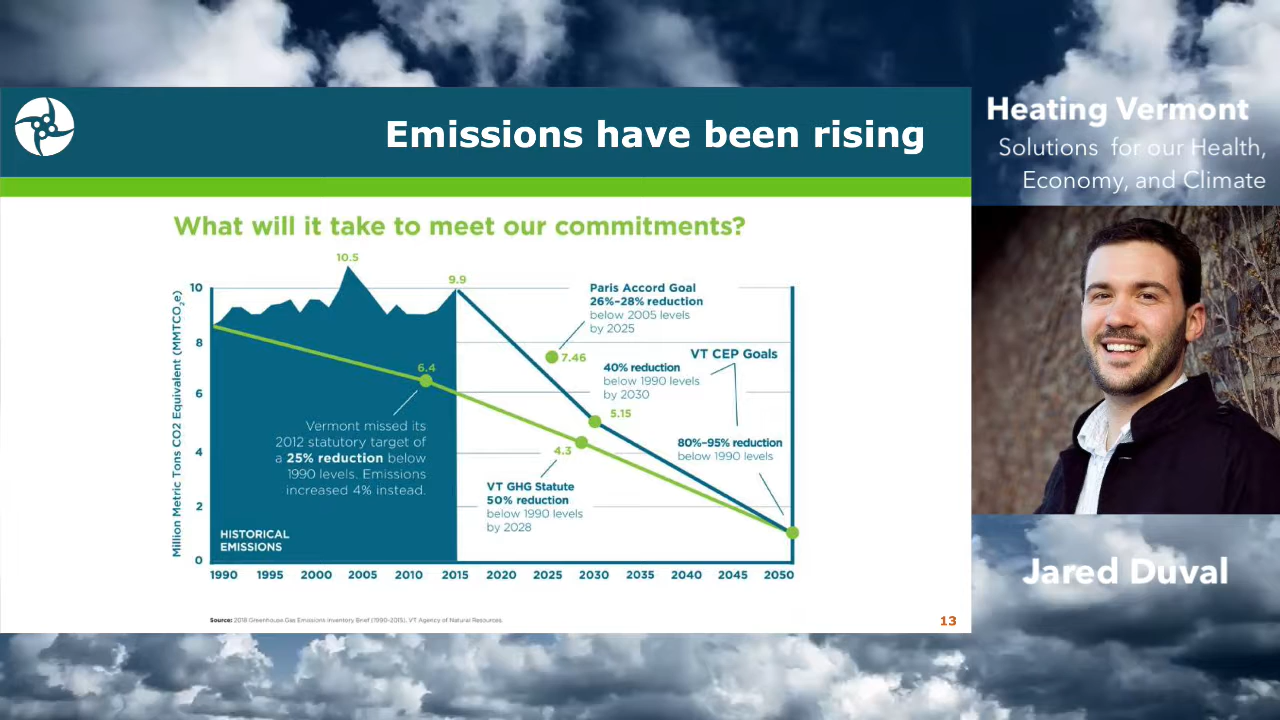 Emissions have been rising
Heating Vermont
Solutions for our Health,
Economy, and Climate
What will it take to meet our commitments?
Million Metric Tons CO2 Equivalent (MMTCO2e)
10
8
6
4
2
0
10.5
9.9
6.4
Vermont missed its
2012 statutory target of
a 25% reduction below
1990 levels. Emissions
increased 4% instead.
HISTORICAL
EMISSIONS
Paris Accord Goal
26%–28% reduction
below 2005 levels
by 2025
7.46
VT CEP Goals
40% reduction
below 1990 levels
by 2030
5.15
4.3
80%–95% reduction
below 1990 levels
VT GHG Statute
50% reduction
below 1990 levels
by 2028
1990 1995 2000 2005 2010 2015 2020 2025 2030 2035 2040 2045 2050
Source: 2018 Greenhouse Gas Emissions Inventory Brief (1990-2015), VT Agency of Natural Resources.
13
Jared Duval